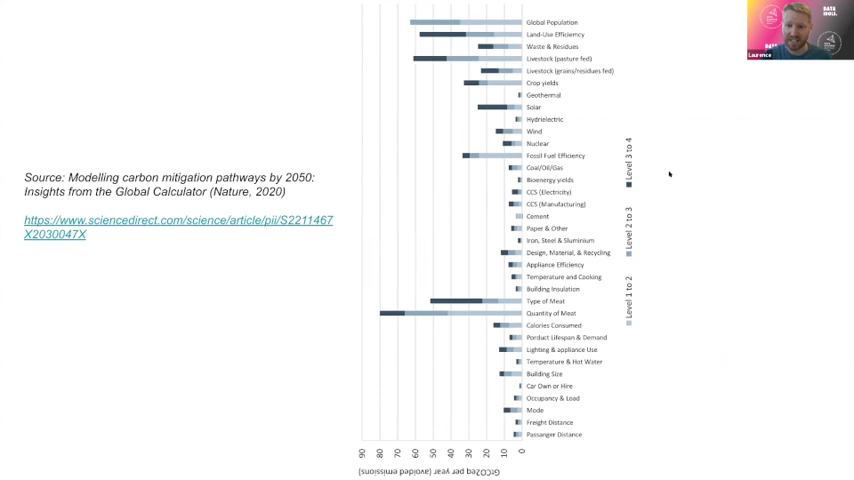 Source: Modelling carbon mitigation pathways by 2050:
Insights from the Global Calculator (Nature, 2020)
https://www.sciencedirect.com/science/article/pii/S2211467
X2030047X
Global Population
Land-Use Efficiency
Waste & Residues
Livestock (pasture fed)
Livestock (grains/residues fed)
Crop yields
Geothermal
Solar
Hydrielectric
Wind
Nuclear
Fossil Fuel Efficiency
Coal/Oil/Gas
Bioenergy yields
CCS (Electricity)
CCS (Manufacturing)
Cement
Paper & Other
Iron, Steel & Sluminium
Design, Material, & Recycling
Appliance Efficiency
Temperature and Cooking
Building Insulation
Type of Meat
Quantity of Meat
Calories Consumed
Porduct Lifespan & Demand
Lighting & appliance Use
Temperature & Hot Water
Building Size
Car Own or Hire
Occupancy & Load
Mode
Freight Distance
Passanger Distance
90 80 70 60 50 40 30 20 10 0
GtCO2eq per year (avoided emissions)
Level 3 to 4
Level 2 to 3
Level 1 to 2
DATA
IDOLS.
Laurence